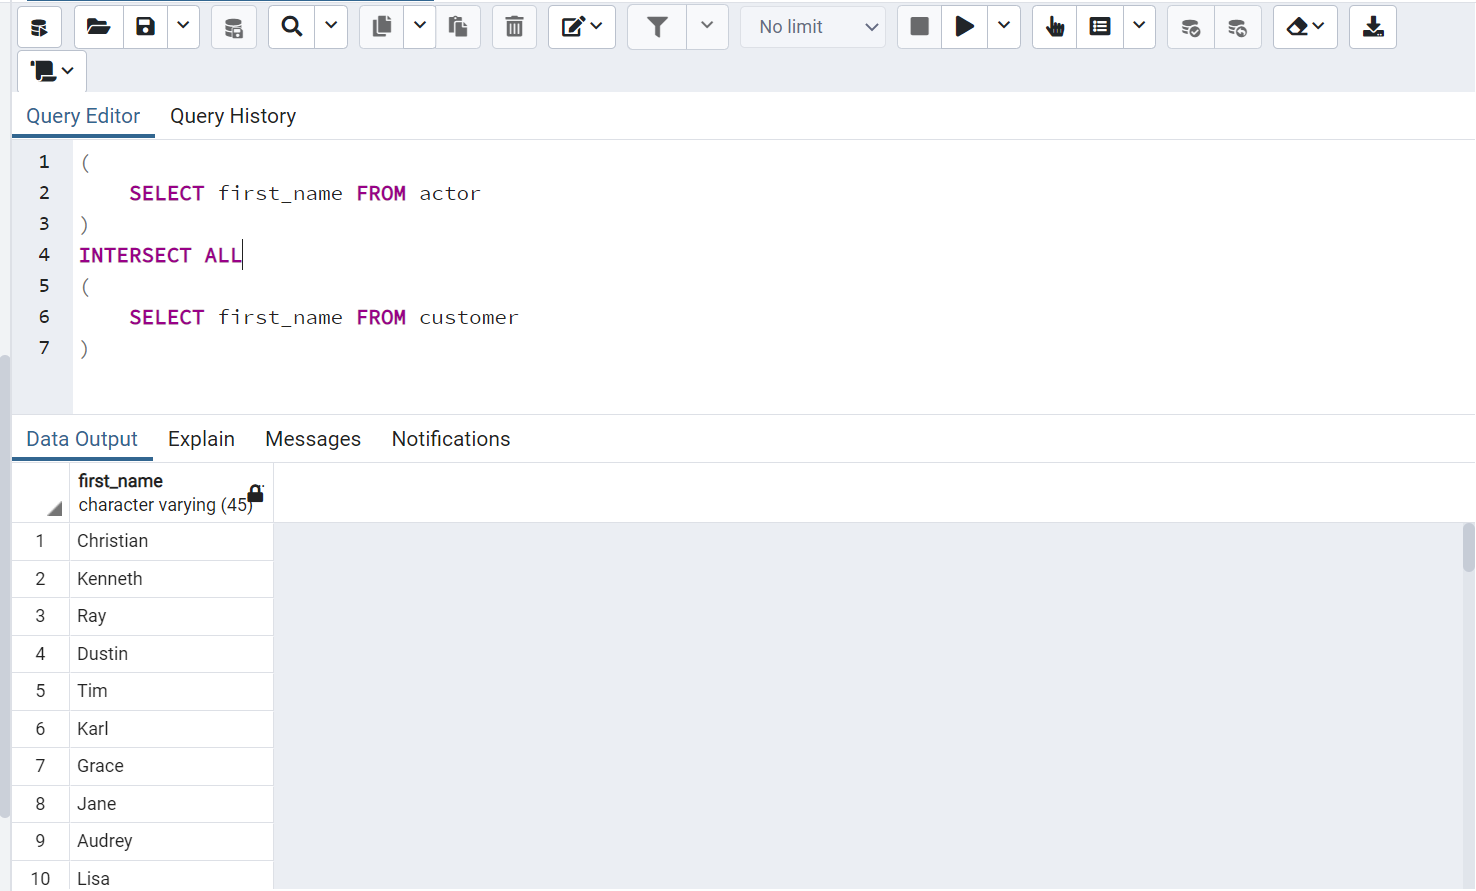 No limit
Query Editor Query History
1 (
2 SELECT first_name FROM actor
3 )
4 INTERSECT ALL
5 (
6 SELECT first_name FROM customer
7 )
Data Output Explain Messages Notifications
first_name
character varying (45)
1 Christian
2 Kenneth
3 Ray
4 Dustin
5 Tim
6 Karl
7 Grace
8 Jane
9 Audrey
10 Lisa